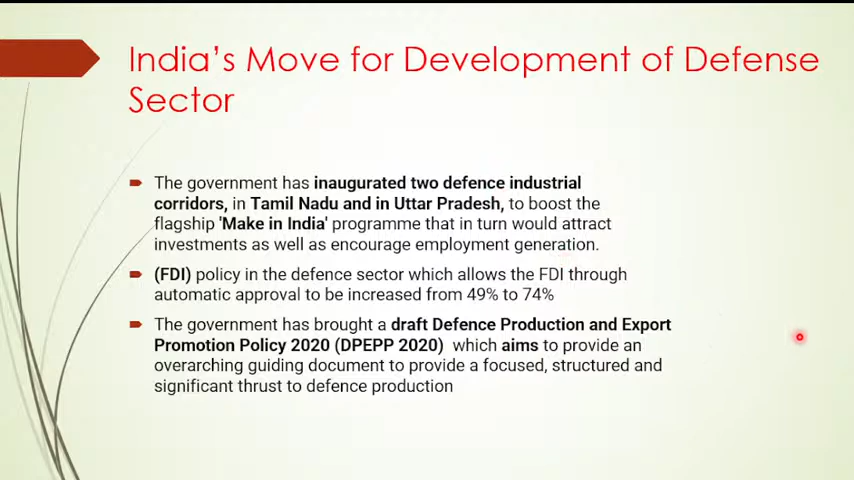 India’s Move for Development of Defense
Sector
The government has inaugurated two defence industrial
corridors, in Tamil Nadu and in Uttar Pradesh, to boost the
flagship 'Make in India' programme that in turn would attract
investments as well as encourage employment generation.
(FDI) policy in the defence sector which allows the FDI through
automatic approval to be increased from 49% to 74%
The government has brought a draft Defence Production and Export
Promotion Policy 2020 (DPEPP 2020) which aims to provide an
overarching guiding document to provide a focused, structured and
significant thrust to defence production